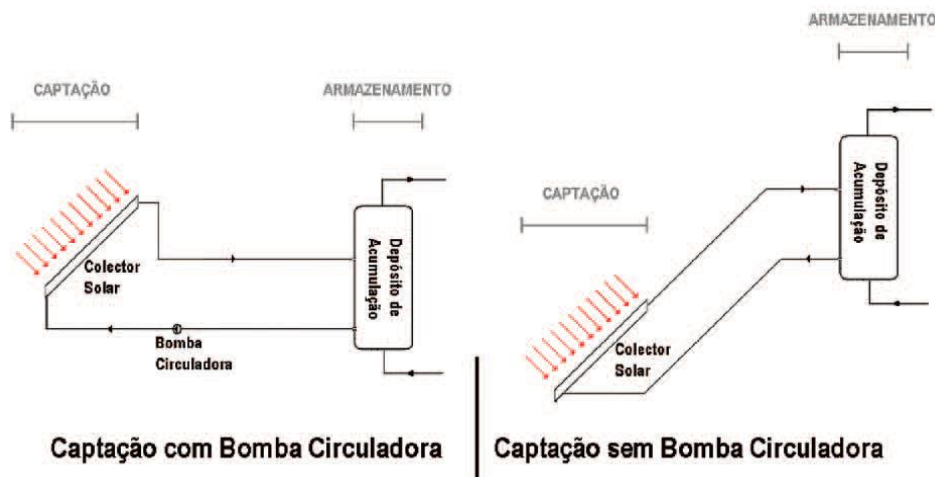 CAPTAÇÃO
ARMAZENAMENTO
Colector
Solar
Depósito de
Acumulação
Bomba
Circuladora
Captação com Bomba Circuladora
ARMAZENAMENTO
CAPTAÇÃO
Depósito de
Acumulação
Colector
Solar
Captação sem Bomba Circuladora